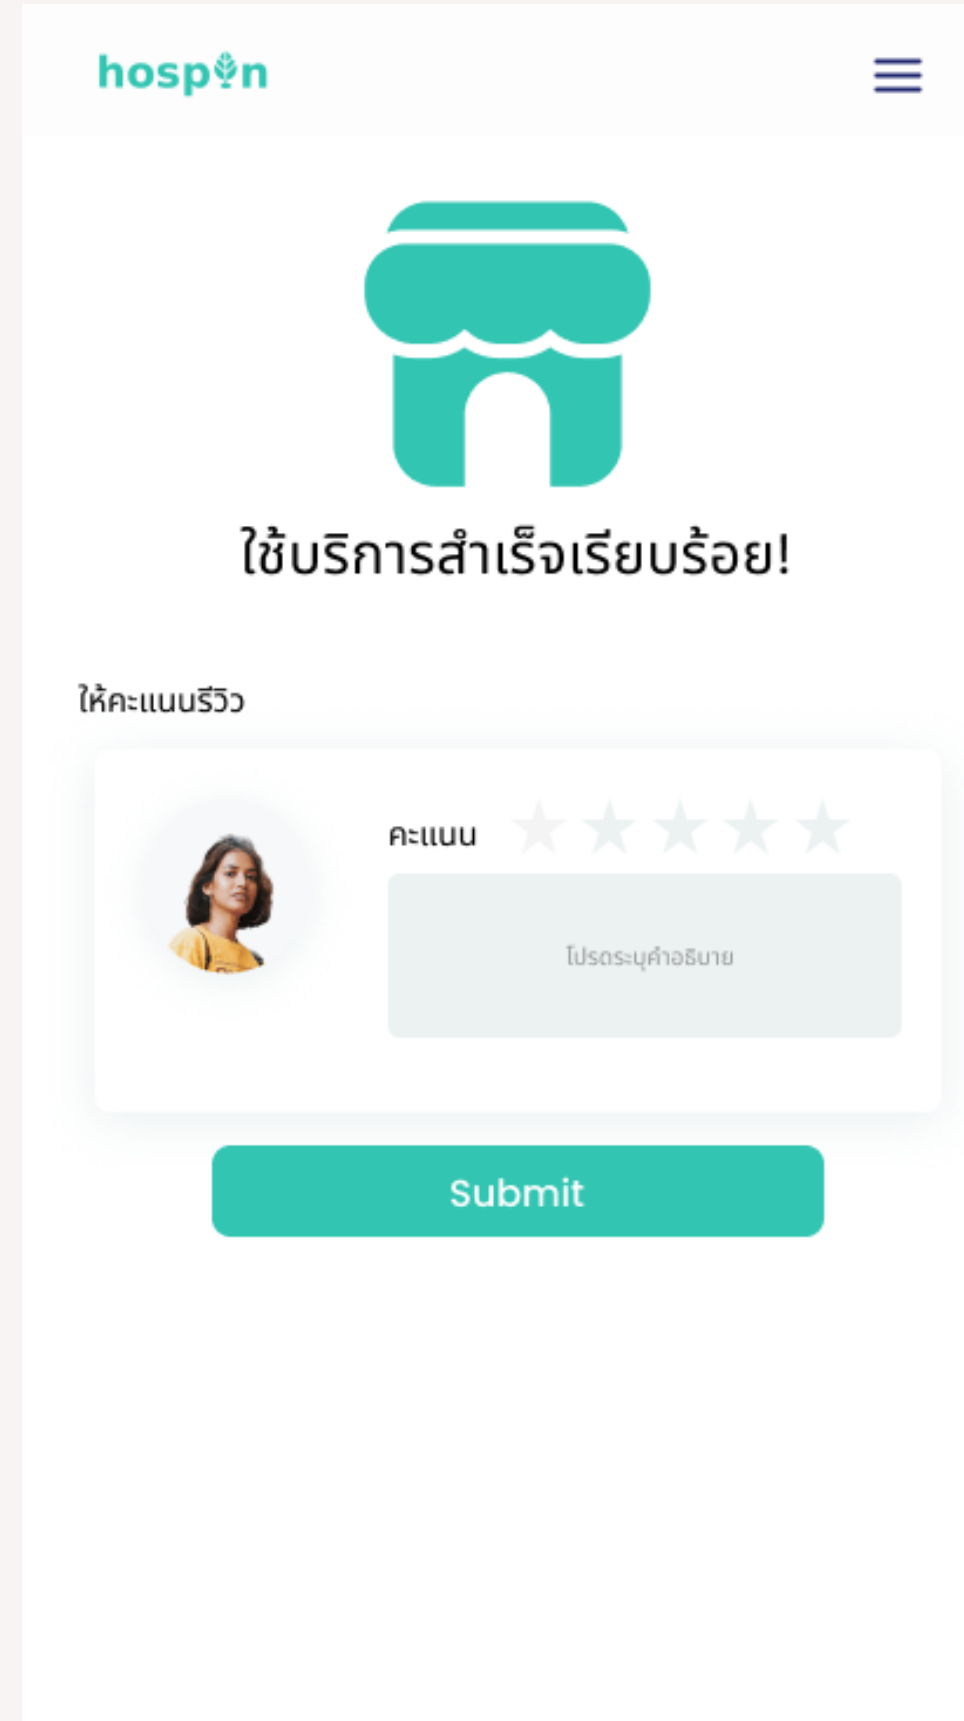 hospin
ใช้บริการสำเร็จเรียบร้อย!
ให้คะแนนรีวิว
คะแนน
โปรดระบุคำอธิบาย
Submit